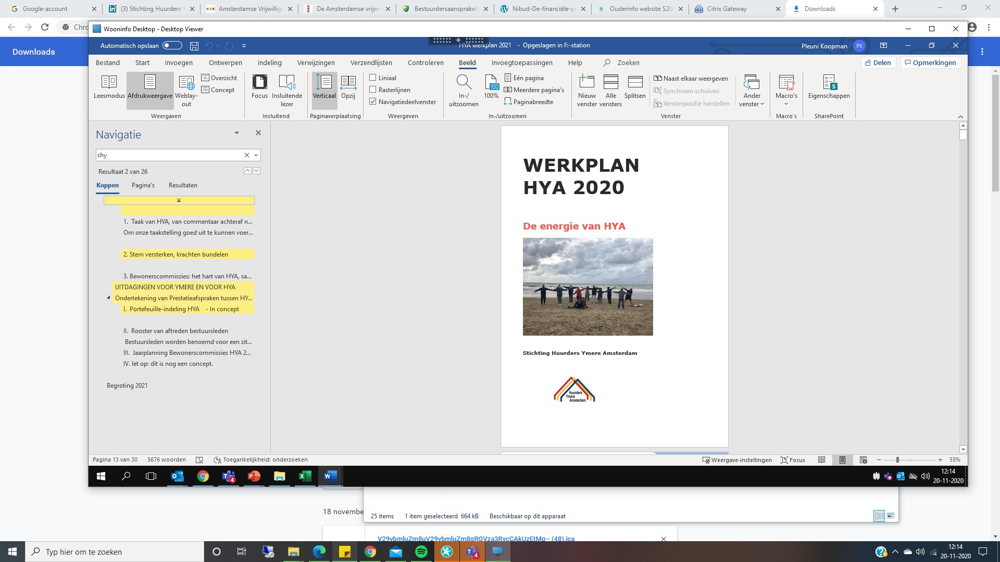 Google-account
(3) Stichting Huurders Y
Amsterdamse Vrijwillig
De Amsterdamse vrijw
Bestuurdersaansprakeli
Nibud-De-financiële-p
Ouderinfo website S20
Citrix Gateway
Downloads
Chro
Wooninfo Desktop - Desktop Viewer
Downloads
Automatisch opslaan
HYA werkplan 2021 - Opgeslagen in F:-station
Pleuni Koopman
PK
Bestand Start Invoegen Ontwerpen Indeling Verwijzingen Verzendlijsten Controleren Beeld Invoegtoepassingen Help Zoeken
Delen
Opmerkingen
Leesmodus
Afdrukweergave
Weblay-
out
Overzicht
Concept
Weergaven
Focus
Insluitende
lezer
Insluitend
Verticaal
Opzij
Paginaverplaatsing
Liniaal
Rasterlijnen
Navigatiedeelvenster
Weergeven
In-/
uitzoomen
100
100%
Eén pagina
Meerdere pagina's
Paginabreedte
In-/uitzoomen
Nieuw
venster
Alle
vensters
Splitsen
Naast elkaar weergeven
Synchroon schuiven
Vensterpositie herstellen
Venster
Ander
venster
Macro's
Macro's
Eigenschappen
SharePoint
Navigatie
shy
Resultaat 2 van 26
Koppen Pagina's Resultaten
1. Taak van HYA, van commentaar achteraf n...
Om onze taakstelling goed uit te kunnen voer...
2. Stem versterken, krachten bundelen
3. Bewonerscommissies: het hart van HYA, sa...
UITDAGINGEN VOOR YMERE EN VOOR HYA
Ondertekening van Prestatieafspraken tussen HY...
I. Portefeuille-indeling HYA - In concept
II. Rooster van aftreden bestuursleden
Bestuursleden worden benoemd voor een zit...
III. Jaarplanning Bewonerscommissies HYA 2...
IV. let op: dit is nog een concept.
Begroting 2021
WERKPLAN
HYA 2020
De energie van HYA
Stichting Huurders Ymere Amsterdam
Huurders
Ymere
Amsterdam
Pagina 13 van 30
5676 woorden
Toegankelijkheid: onderzoeken
Weergave-instellingen
Focus
55%
4
12:14
20-11-2020
18 novembe
25 items
1 item geselecteerd 664 kB
Beschikbaar op dit apparaat
Typ hier om te zoeken
4
12:14
20-11-2020